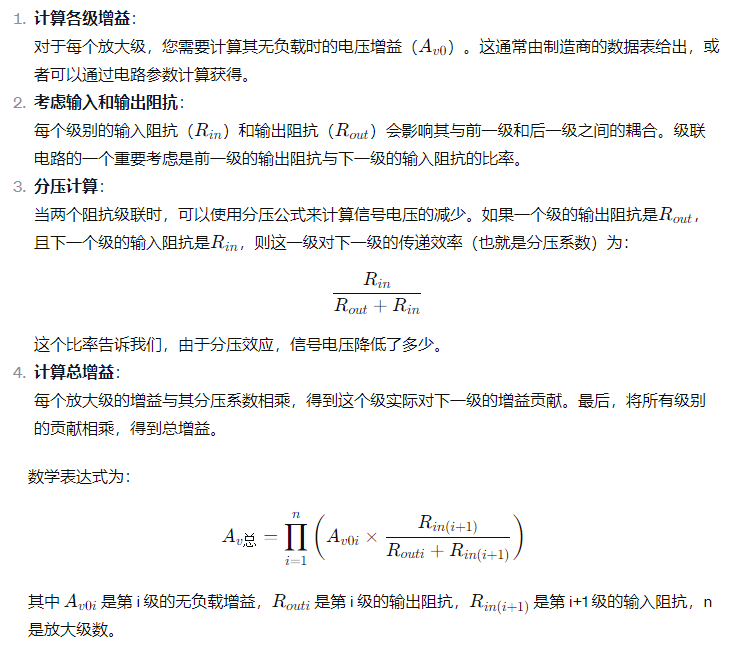 1. 计算各级增益：
对于每个放大级，您需要计算其无负载时的电压增益（A_{v0}）。这通常由制造商的数据表给出，或
者可以通过电路参数计算获得。
2. 考虑输入和输出阻抗：
每个级别的输入阻抗（R_{in}）和输出阻抗（R_{out}）会影响其与前一级和后一级之间的耦合。级联
电路的一个重要考虑是前一级的输出阻抗与下一级的输入阻抗的比率。
3. 分压计算：
当两个阻抗级联时，可以使用分压公式来计算信号电压的减少。如果一个级的输出阻抗是R_{out}，
且下一个级的输入阻抗是R_{in}，则这一级对下一级的传递效率（也就是分压系数）为：
\frac{R_{in}}{R_{out} + R_{in}}
这个比率告诉我们，由于分压效应，信号电压降低了多少。
4. 计算总增益：
每个放大级的增益与其分压系数相乘，得到这个级实际对下一级的增益贡献。最后，将所有级别
的贡献相乘，得到总增益。
数学表达式为：
A_{v总} = \prod_{i=1}^{n} \left( A_{v0i} \times \frac{R_{in(i+1)}}{R_{outi} + R_{in(i+1)}} \right)
其中 A_{v0i} 是第 i 级的无负载增益，R_{outi} 是第 i 级的输出阻抗，R_{in(i+1)} 是第 i+1 级的输入阻抗，n
是放大级数。